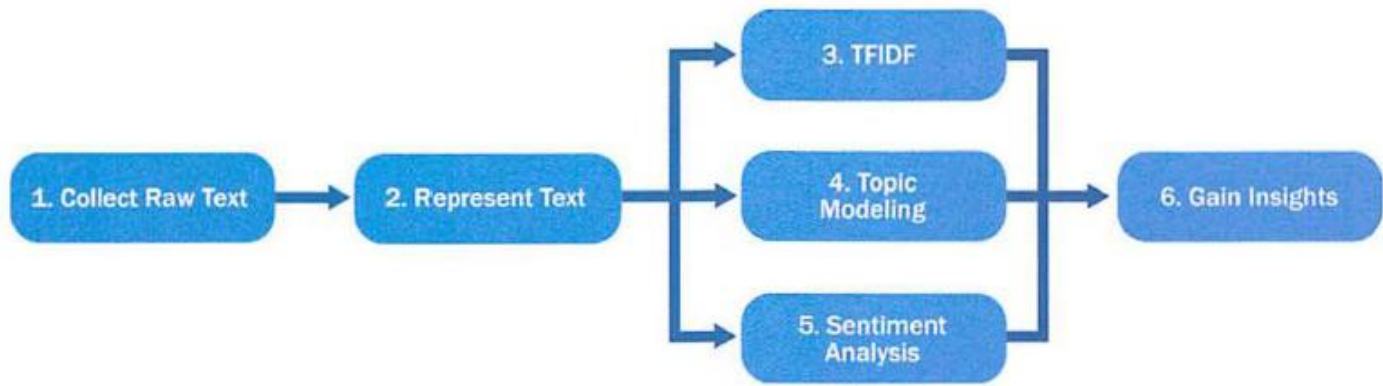 1. Collect Raw Text
2. Represent Text
3. TFIDF
4. Topic
Modeling
5. Sentiment
Analysis
6. Gain Insights